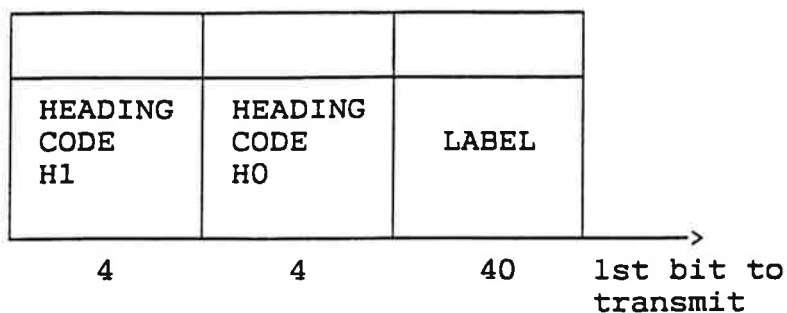 HEADING
CODE
H1
HEADING
CODE
H0
LABEL
4
4
40
1st bit to
transmit